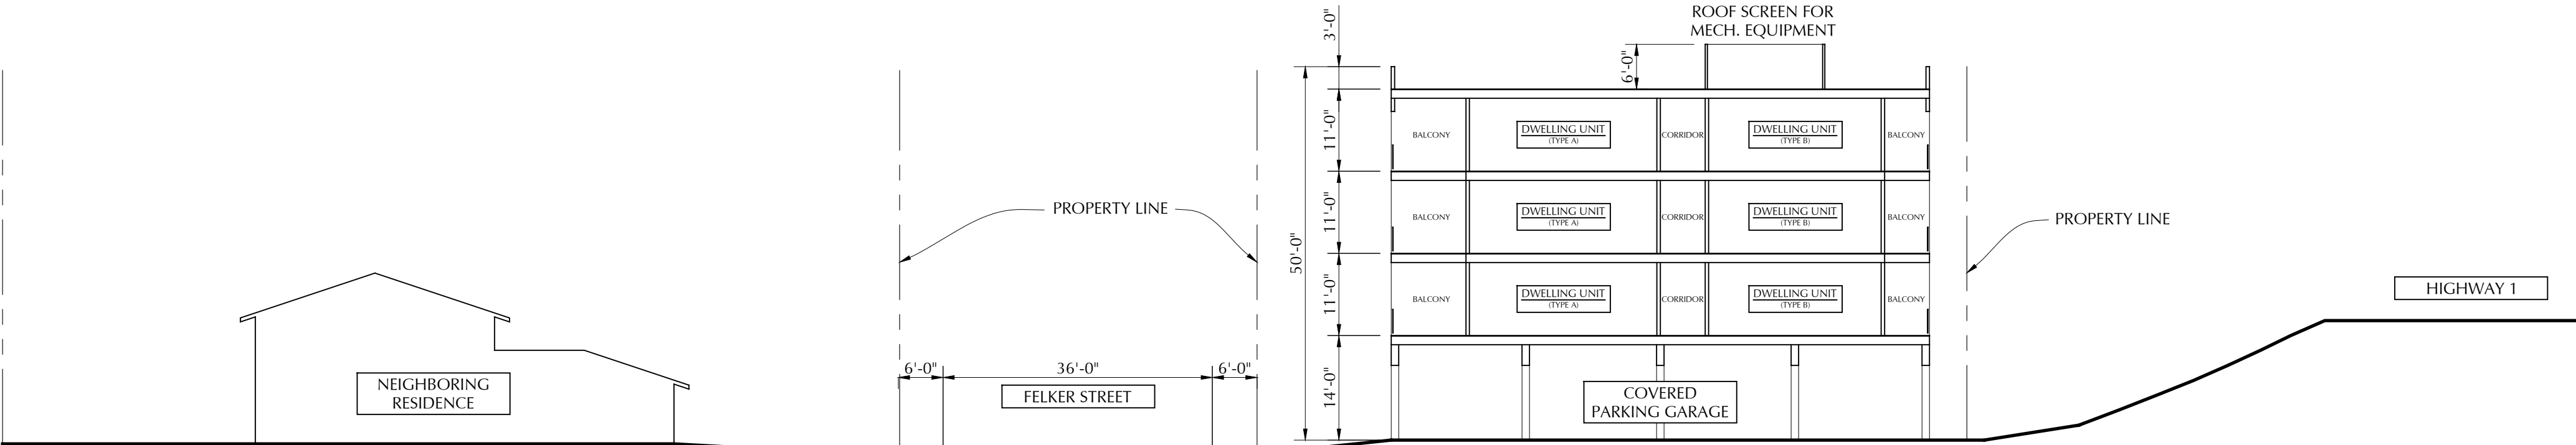 ROOF SCREEN FOR
MECH. EQUIPMENT
3'-0"
6'-0"
11'-0"
11'-0"
11'-0"
14'-0"
50'-0"
BALCONY
DWELLING UNIT
(TYPE A)
CORRIDOR
DWELLING UNIT
(TYPE B)
BALCONY
BALCONY
DWELLING UNIT
(TYPE A)
CORRIDOR
DWELLING UNIT
(TYPE B)
BALCONY
BALCONY
DWELLING UNIT
(TYPE A)
CORRIDOR
DWELLING UNIT
(TYPE B)
BALCONY
COVERED
PARKING GARAGE
PROPERTY LINE
PROPERTY LINE
HIGHWAY 1
6'-0"
36'-0"
6'-0"
FELKER STREET
NEIGHBORING
RESIDENCE